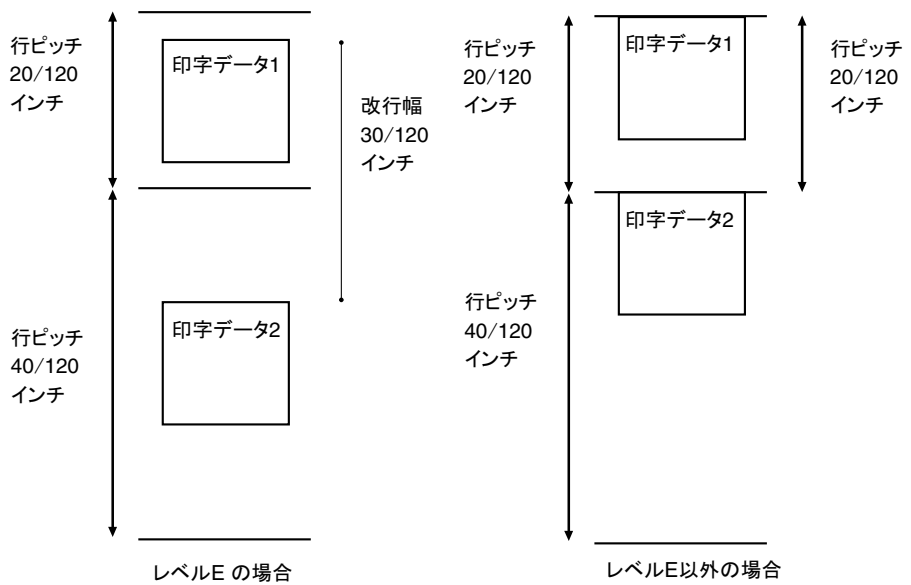 行ピッチ
20/120
インチ
印字データ1
改行幅
30/120
インチ
行ピッチ
40/120
インチ
印字データ2
レベルE の場合
行ピッチ
20/120
インチ
印字データ1
行ピッチ
20/120
インチ
印字データ2
行ピッチ
40/120
インチ
レベルE以外の場合